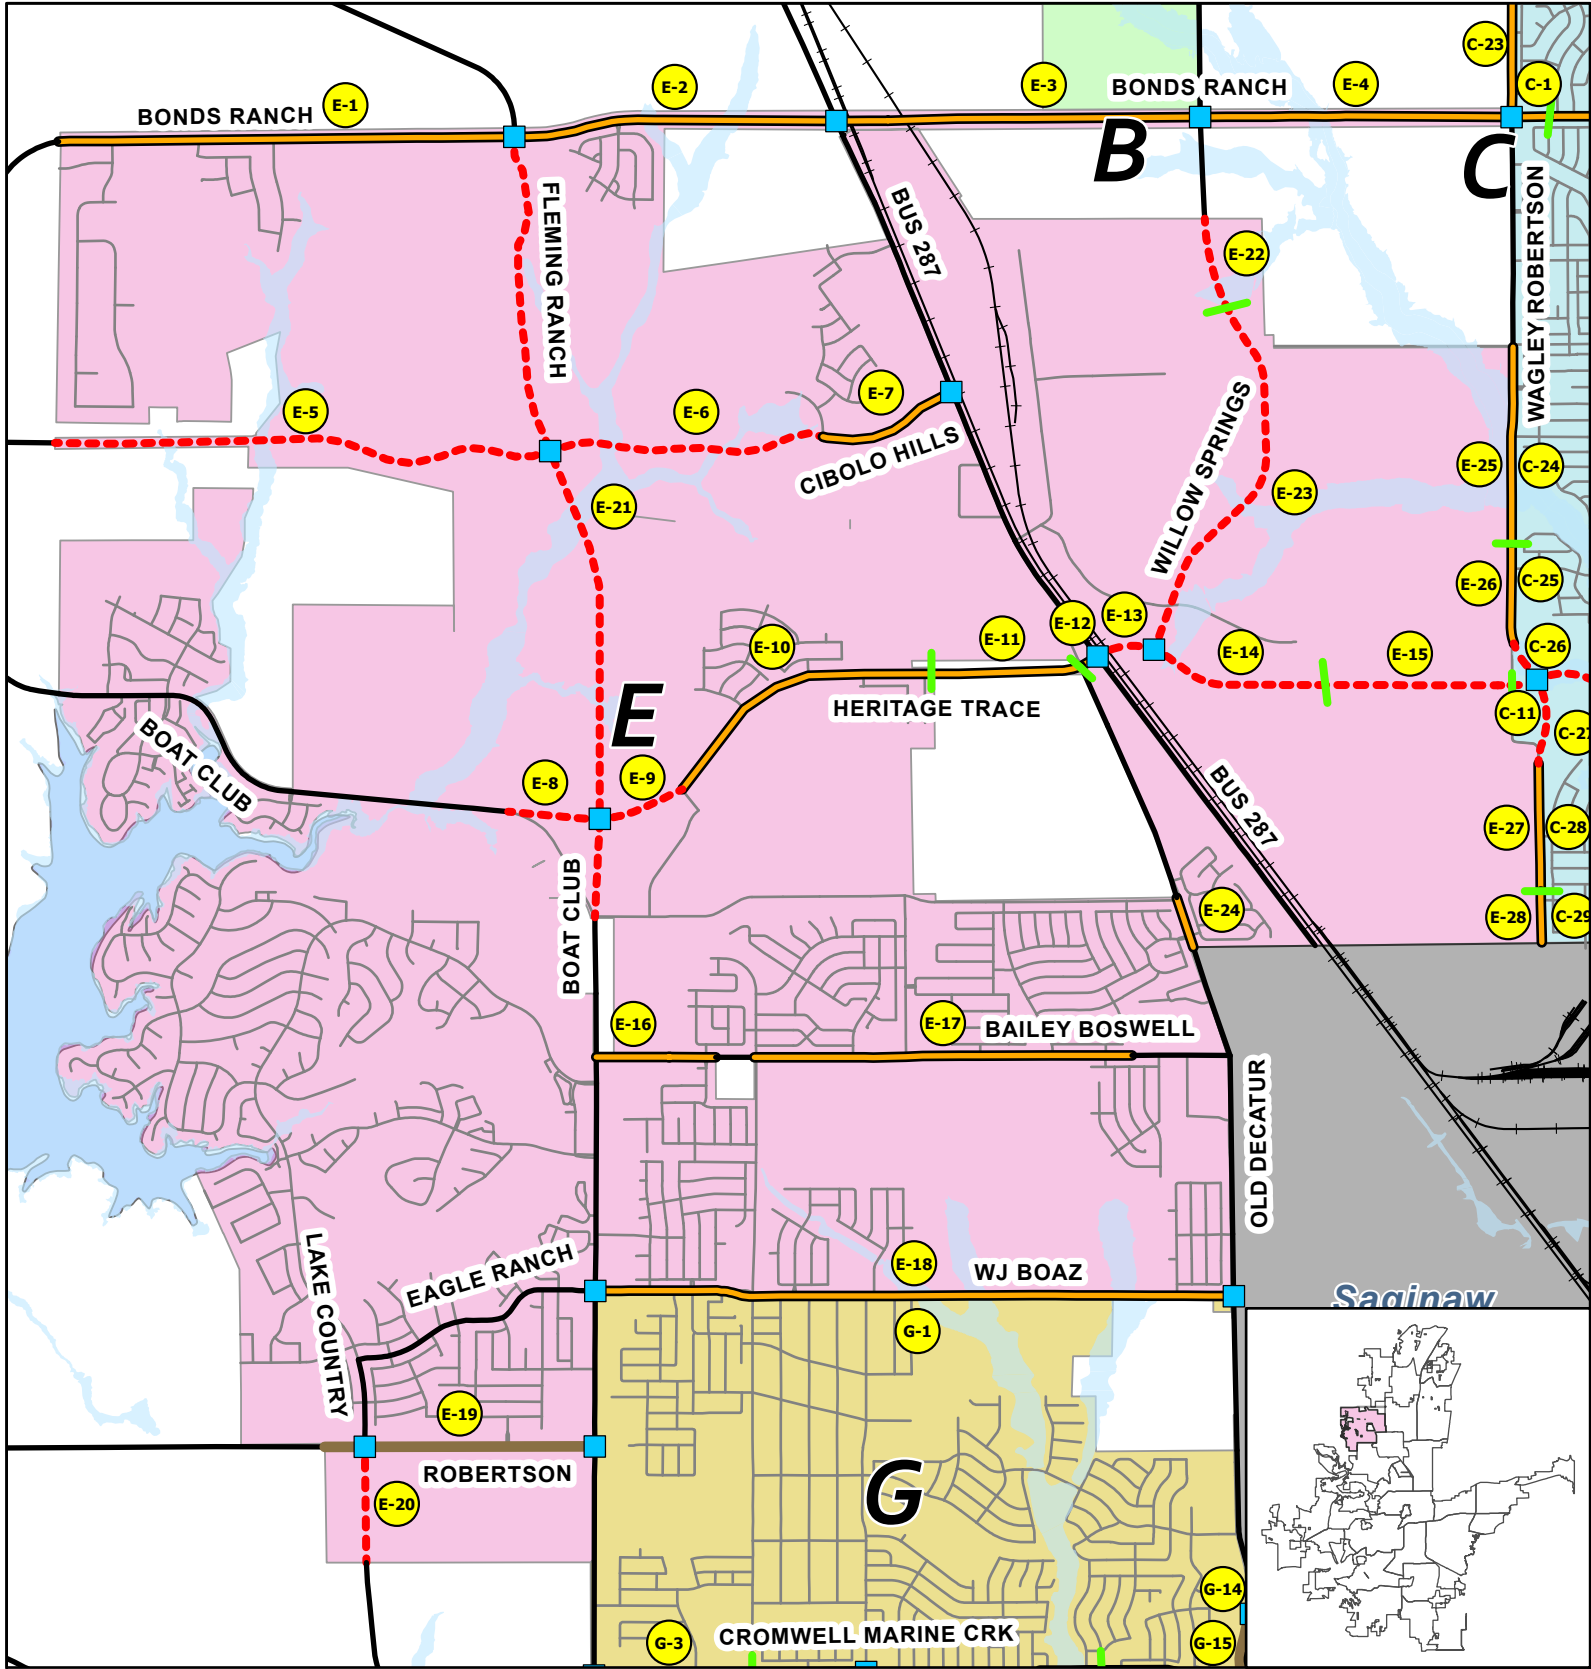 C-23
E-1
E-2
E-3
E-4
C-1
BONDS RANCH
BONDS RANCH
B
C
FLEMING RANCH
BUS 287
E-22
WAGLEY ROBERTSON
E-5
E-6
E-7
CIBOLO HILLS
WILLOW SPRINGS
E-25
C-24
E-21
E-23
E-26
C-25
E-10
E-11
E-12
E-13
E-14
E-15
C-26
E
HERITAGE TRACE
C-11
C-27
BOAT CLUB
E-8
E-9
BUS 287
E-27
C-28
BOAT CLUB
E-24
E-28
C-29
E-16
E-17
BAILEY BOSWELL
OLD DECATUR
LAKE COUNTRY
EAGLE RANCH
E-18
WJ BOAZ
Saginaw
G-1
E-19
ROBERTSON
G
E-20
G-14
G-3
CROMWELL MARINE CRK
G-15